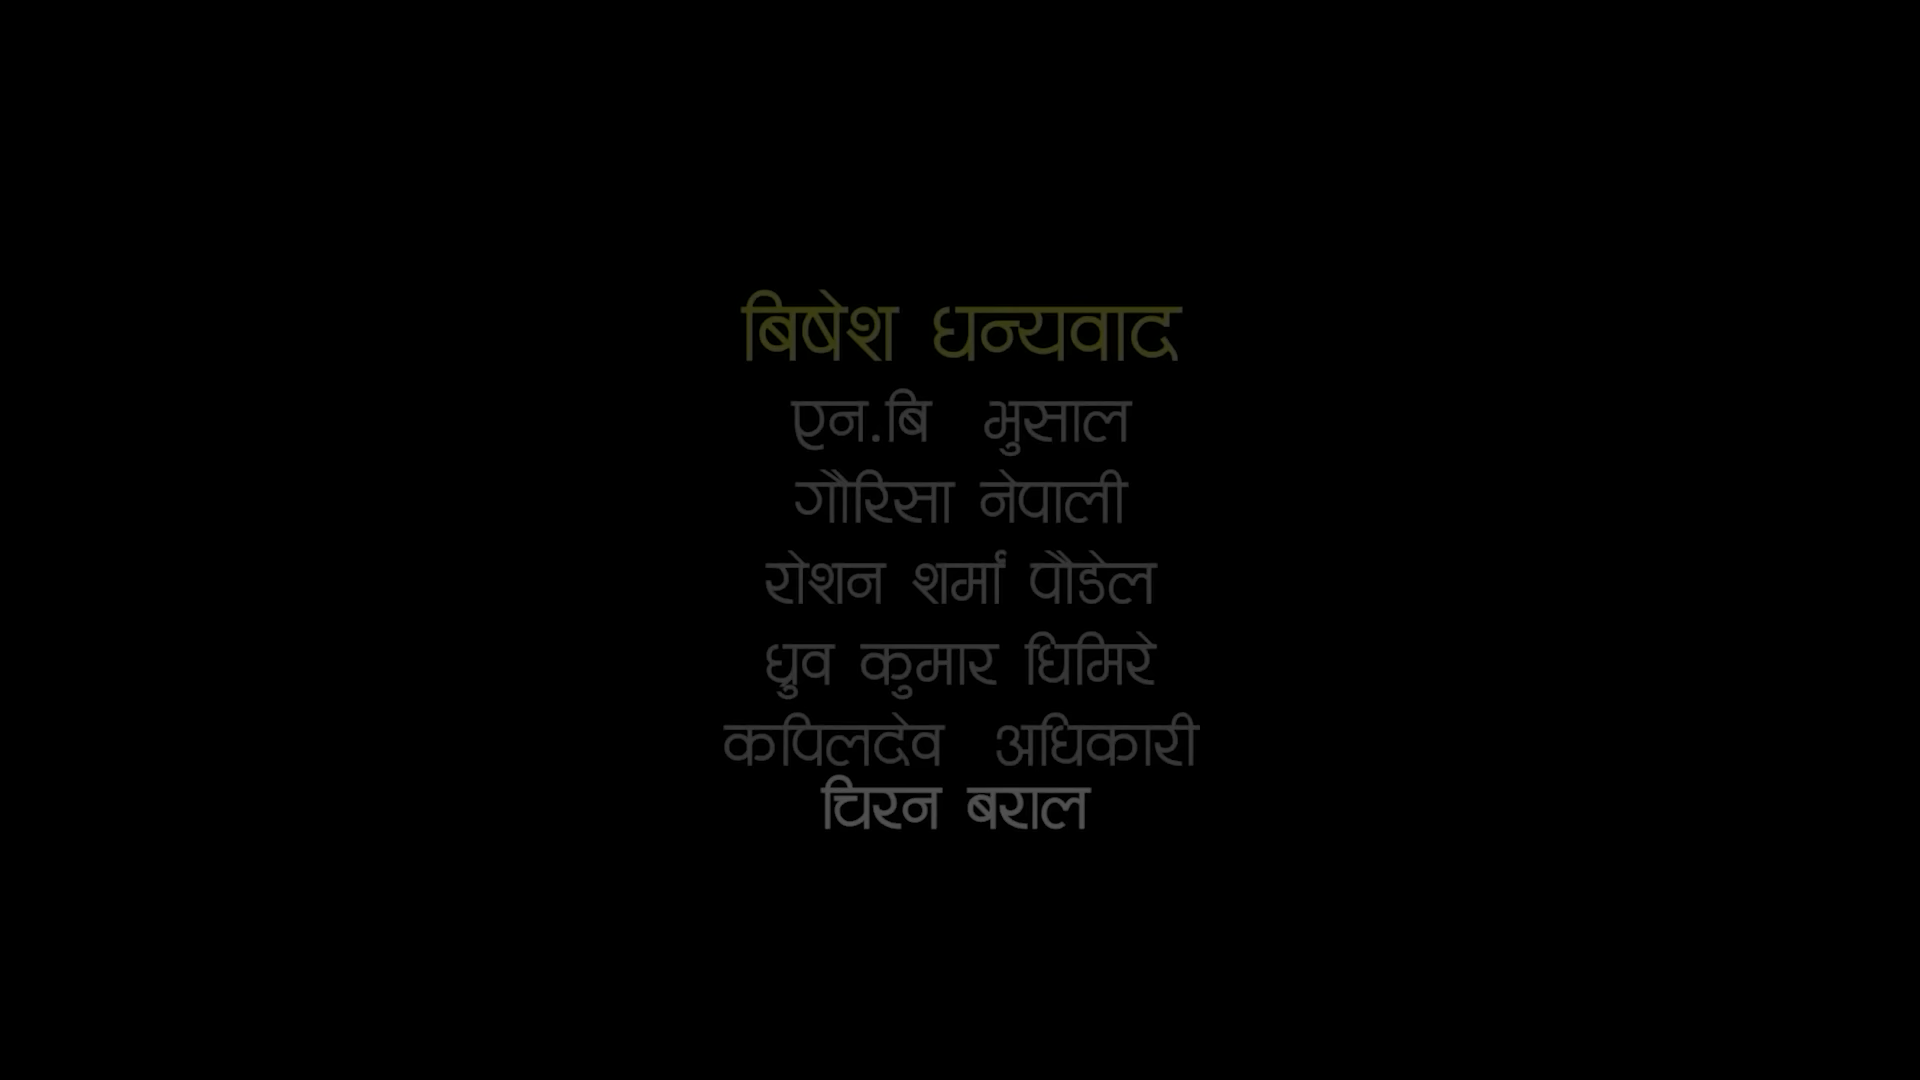 बिषेश धन्यवाद
एन.बि भुसाल
गौरिसा नेपाली
रोशन शर्मा पौडेल
ध्रुव कुमार घिमिरे
कपिलदेव अधिकारी
चिरन बराल